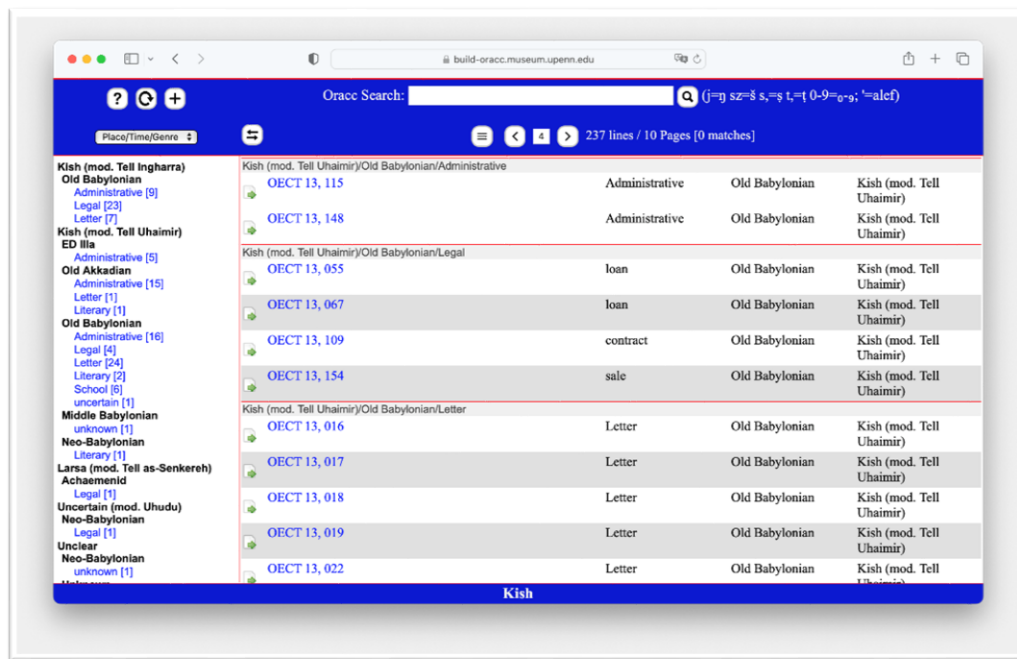 build-oracc.museum.upenn.edu
? 
Oracc Search: (j=ŋ sz=š s,=ṣ t,=ṭ 0-9=₀-₉; '=alef)
Place/Time/Genre 4 237 lines / 10 Pages [0 matches]
Kish (mod. Tell Ingharra)
Old Babylonian
Administrative [9]
Legal [23]
Letter [7]
Kish (mod. Tell Uhaimir)
ED IIIa
Administrative [5]
Old Akkadian
Administrative [15]
Letter [1]
Literary [1]
Old Babylonian
Administrative [16]
Legal [4]
Letter [24]
Literary [2]
School [6]
uncertain [1]
Middle Babylonian
unknown [1]
Neo-Babylonian
Literary [1]
Larsa (mod. Tell as-Senkereh)
Achaemenid
Legal [1]
Uncertain (mod. Uhudu)
Neo-Babylonian
Legal [1]
Unclear
Neo-Babylonian
unknown [1]
Kish (mod. Tell Uhaimir)/Old Babylonian/Administrative
OECT 13, 115 Administrative Old Babylonian Kish (mod. Tell
Uhaimir)
OECT 13, 148 Administrative Old Babylonian Kish (mod. Tell
Uhaimir)
Kish (mod. Tell Uhaimir)/Old Babylonian/Legal
OECT 13, 055 loan Old Babylonian Kish (mod. Tell
Uhaimir)
OECT 13, 067 loan Old Babylonian Kish (mod. Tell
Uhaimir)
OECT 13, 109 contract Old Babylonian Kish (mod. Tell
Uhaimir)
OECT 13, 154 sale Old Babylonian Kish (mod. Tell
Uhaimir)
Kish (mod. Tell Uhaimir)/Old Babylonian/Letter
OECT 13, 016 Letter Old Babylonian Kish (mod. Tell
Uhaimir)
OECT 13, 017 Letter Old Babylonian Kish (mod. Tell
Uhaimir)
OECT 13, 018 Letter Old Babylonian Kish (mod. Tell
Uhaimir)
OECT 13, 019 Letter Old Babylonian Kish (mod. Tell
Uhaimir)
OECT 13, 022 Letter Old Babylonian Kish (mod. Tell
Kish